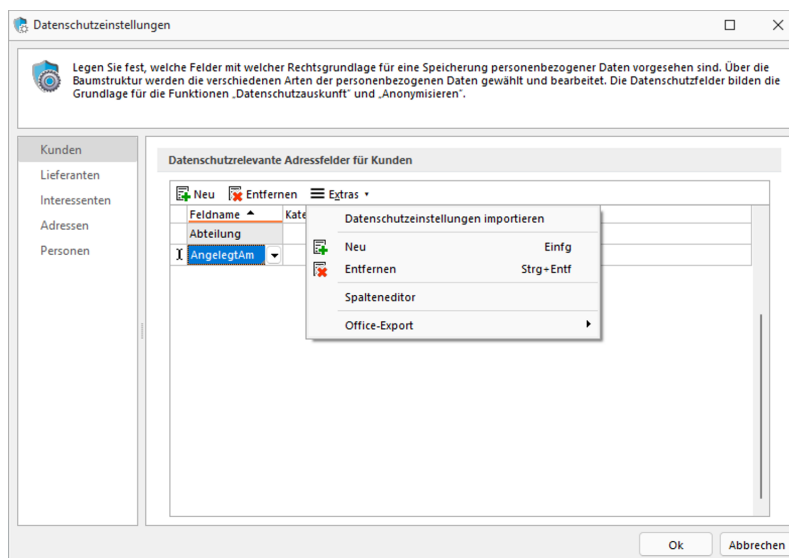 Datenschutzeinstellungen
Legen Sie fest, welche Felder mit welcher Rechtsgrundlage für eine Speicherung personenbezogener Daten vorgesehen sind. Über die
Baumstruktur werden die verschiedenen Arten der personenbezogenen Daten gewählt und bearbeitet. Die Datenschutzfelder bilden die
Grundlage für die Funktionen „Datenschutzauskunft“ und „Anonymisieren“.
Kunden
Lieferanten
Interessenten
Adressen
Personen
Datenschutzrelevante Adressfelder für Kunden
Neu Entfernen Extras
Feldname Kate
Abteilung
AngelegtAm
Datenschutzeinstellungen importieren
Neu Einfg
Entfernen Strg+Entf
Spalteneditor
Office-Export
Ok Abbrechen